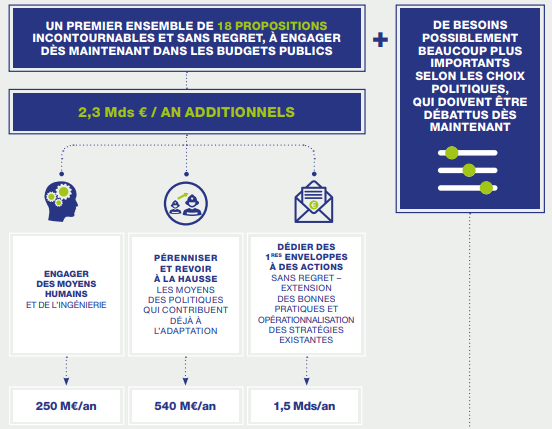 UN PREMIER ENSEMBLE DE 18 PROPOSITIONS
INCONTOURNABLES ET SANS REGRET, À ENGAGER
DÈS MAINTENANT DANS LES BUDGETS PUBLICS
+
DE BESOINS
POSSIBLEMENT
BEAUCOUP PLUS
IMPORTANTS
SELON LES CHOIX
POLITIQUES,
QUI DOIVENT ÊTRE
DÉBATTUS DÈS
MAINTENANT
2,3 Mds € / AN ADDITIONNELS
€
ENGAGER
DES MOYENS
HUMAINS
ET DE L'INGÉNIERIE
PÉRENNISER
ET REVOIR
À LA HAUSSE
LES MOYENS
DES POLITIQUES
QUI CONTRIBUENT
DÉJÀ À
L'ADAPTATION
DÉDIER DES
1RES ENVELOPPES
À DES ACTIONS
SANS REGRET –
EXTENSION
DES BONNES
PRATIQUES ET
OPÉRATIONNALISATION
DES STRATÉGIES
EXISTANTES
250 M€/an
540 M€/an
1,5 Mds/an